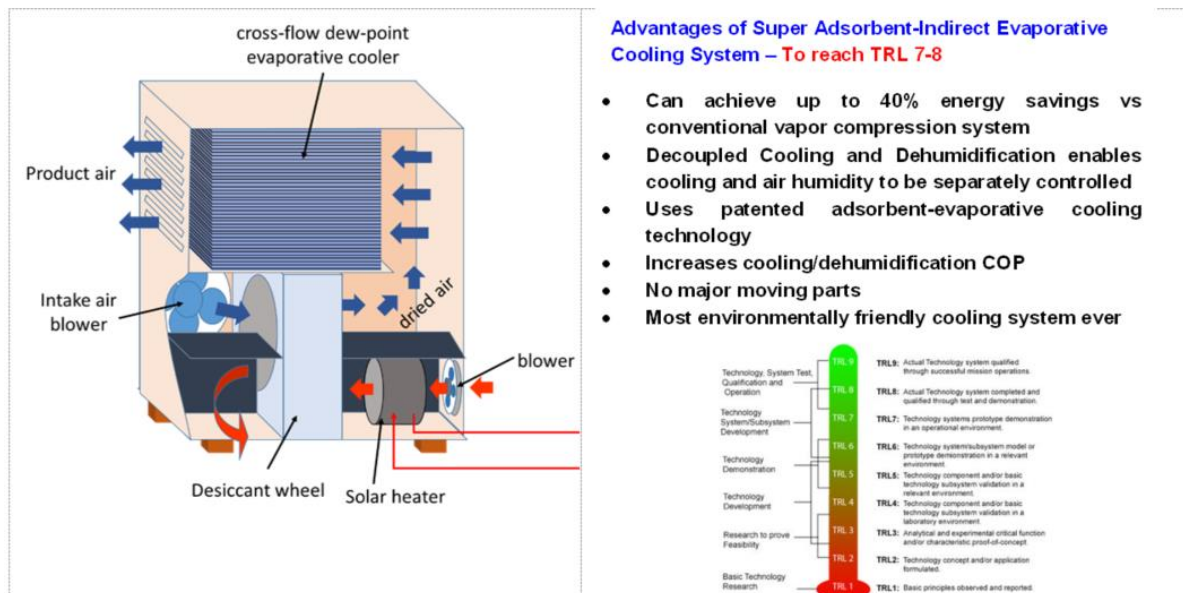 cross-flow dew-point
evaporative cooler
Product air
Intake air
blower
dried air
blower
Desiccant wheel
Solar heater
Advantages of Super Adsorbent-Indirect Evaporative
Cooling System – To reach TRL 7-8
• Can achieve up to 40% energy savings vs
conventional vapor compression system
• Decoupled Cooling and Dehumidification enables
cooling and air humidity to be separately controlled
• Uses patented adsorbent-evaporative cooling
technology
• Increases cooling/dehumidification COP
• No major moving parts
• Most environmentally friendly cooling system ever
Technology, System Test,
Qualification and
Operation
Technology
System/Subsystem
Development
Technology
Demonstration
Technology
Development
Research to prove
Feasibility
Basic Technology
Research
TRL 9
TRL 8
TRL 7
TRL 6
TRL 5
TRL 4
TRL 3
TRL 2
TRL 1
TRL9: Actual Technology system qualified
through successful mission operations.
TRL8: Actual Technology system completed and
qualified through test and demonstration.
TRL7: Technology systems prototype demonstration
in an operational environment.
TRL6: Technology system/subsystem model or
prototype demonstration in a relevant
environment.
TRL5: Technology component and/or basic
technology subsystem validation in a
relevant environment.
TRL4: Technology component and/or basic
technology subsystem validation in a
laboratory environment.
TRL3: Analytical and experimental critical function
and/or characteristic proof-of-concept.
TRL2: Technology concept and/or application
formulated.
TRL1: Basic principles observed and reported.